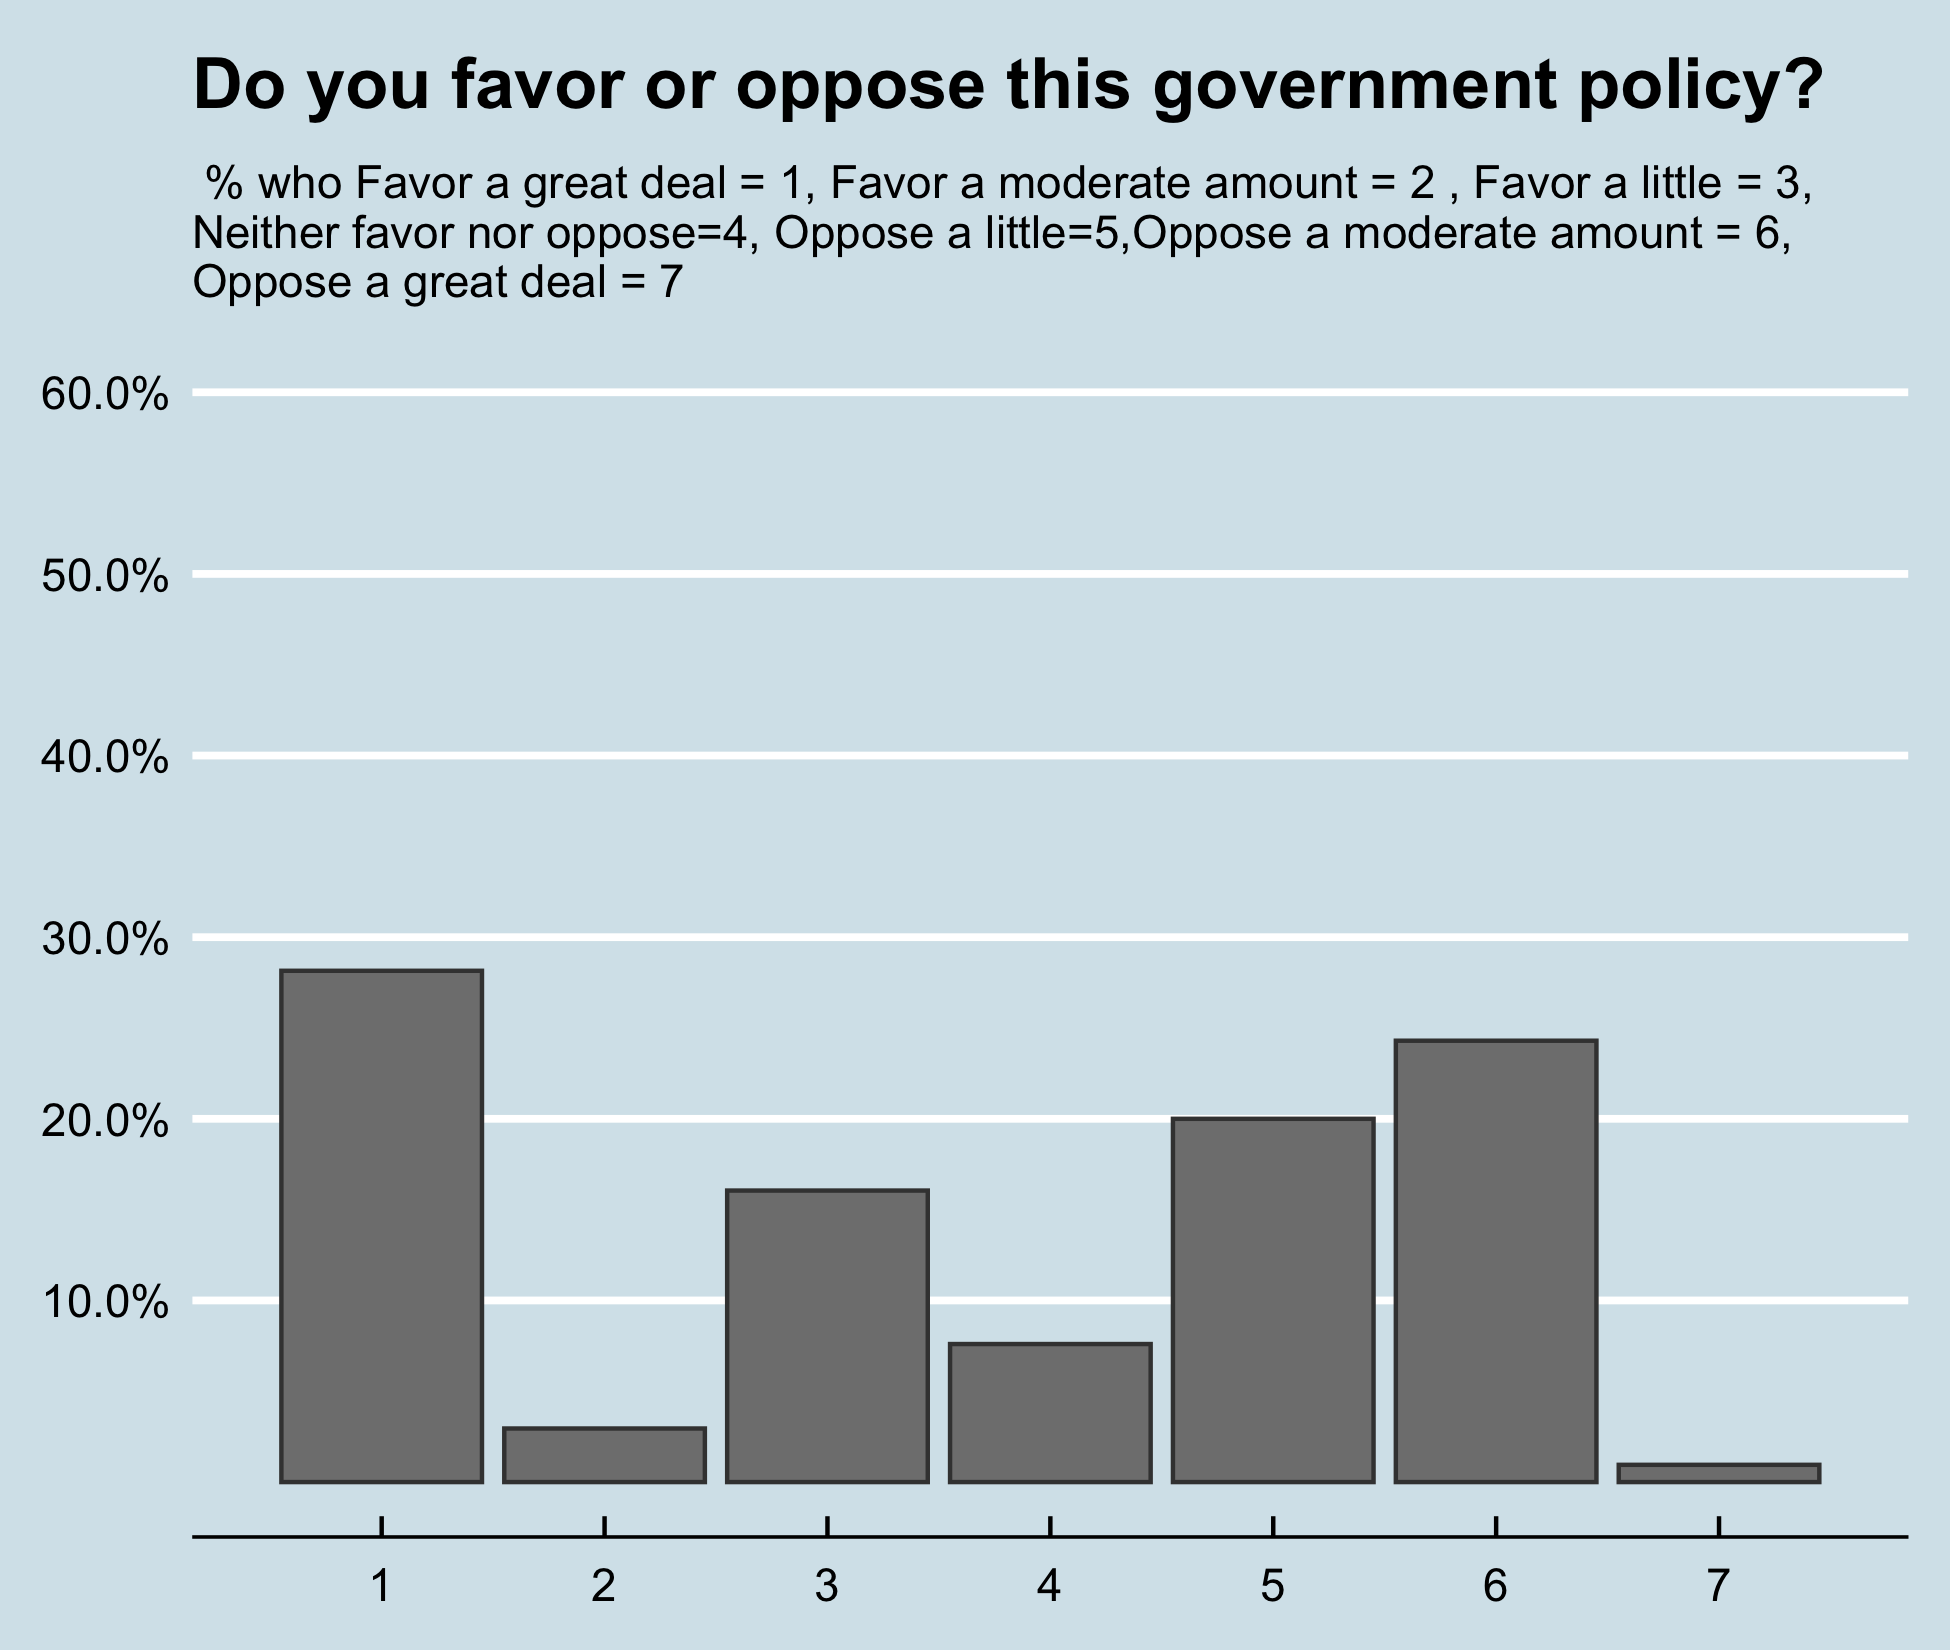 Do you favor or oppose this government policy?
% who Favor a great deal = 1, Favor a moderate amount = 2 , Favor a little = 3,
Neither favor nor oppose=4, Oppose a little=5,Oppose a moderate amount = 6,
Oppose a great deal = 7
60.0%
50.0%
40.0%
30.0%
20.0%
10.0%
1 2 3 4 5 6 7